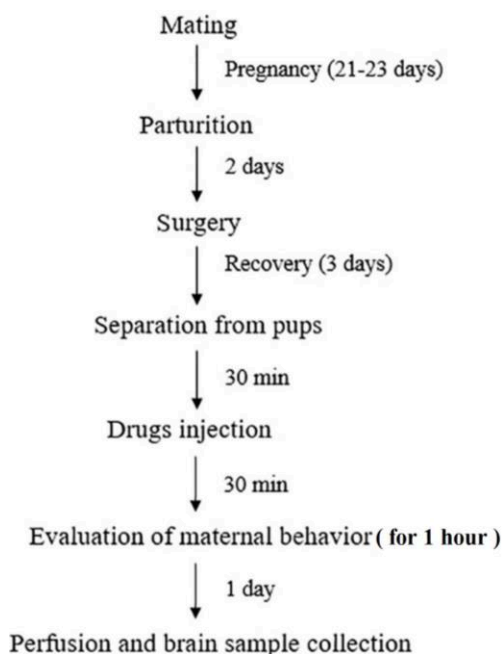 Mating
Pregnancy (21-23 days)
Parturition
2 days
Surgery
Recovery (3 days)
Separation from pups
30 min
Drugs injection
30 min
Evaluation of maternal behavior ( for 1 hour )
1 day
Perfusion and brain sample collection